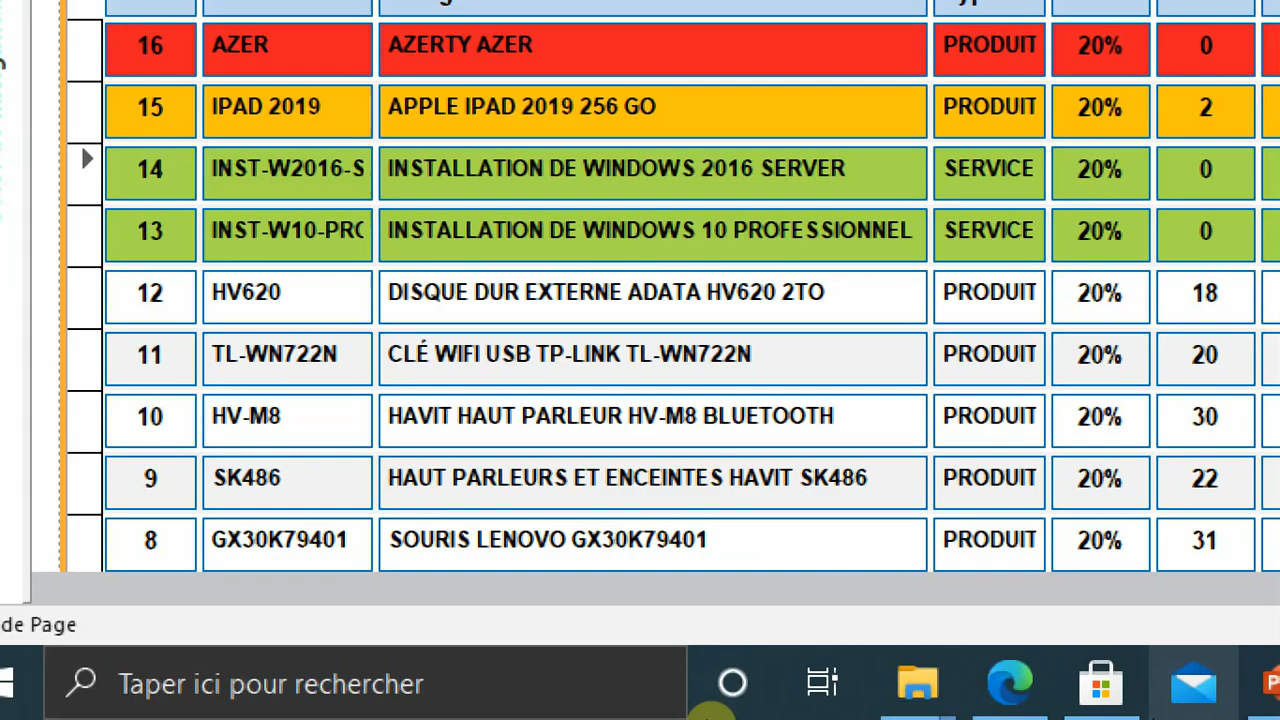 16 AZER AZERTY AZER PRODUIT 20% 0
15 IPAD 2019 APPLE IPAD 2019 256 GO PRODUIT 20% 2
14 INST-W2016-S INSTALLATION DE WINDOWS 2016 SERVER SERVICE 20% 0
13 INST-W10-PRO INSTALLATION DE WINDOWS 10 PROFESSIONNEL SERVICE 20% 0
12 HV620 DISQUE DUR EXTERNE ADATA HV620 2TO PRODUIT 20% 18
11 TL-WN722N CLÉ WIFI USB TP-LINK TL-WN722N PRODUIT 20% 20
10 HV-M8 HAVIT HAUT PARLEUR HV-M8 BLUETOOTH PRODUIT 20% 30
9 SK486 HAUT PARLEURS ET ENCEINTES HAVIT SK486 PRODUIT 20% 22
8 GX30K79401 SOURIS LENOVO GX30K79401 PRODUIT 20% 31
de Page
Taper ici pour rechercher